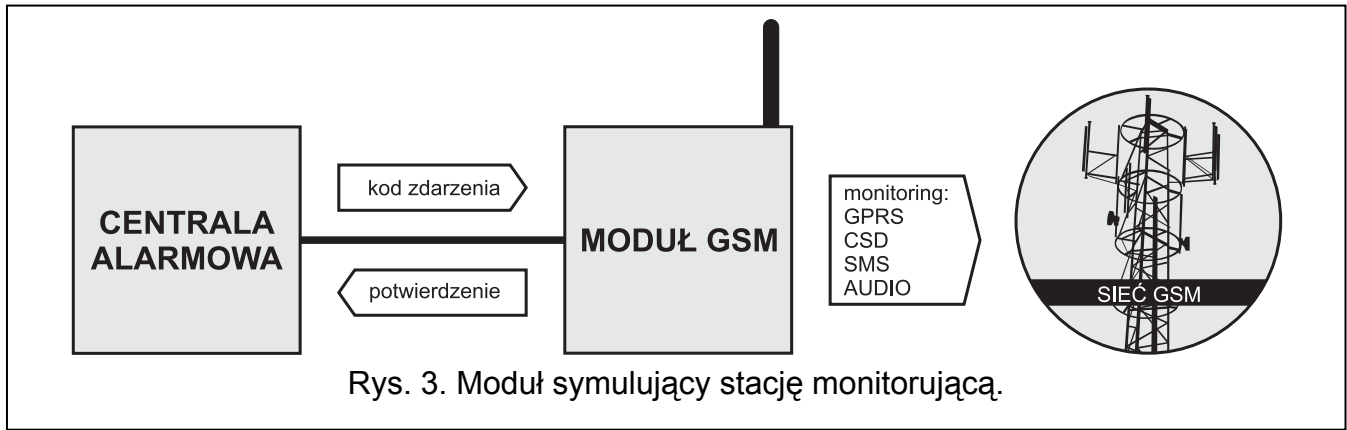 CENTRALA
ALARMOWA
kod zdarzenia
potwierdzenie
MODUŁ GSM
monitoring:
GPRS
CSD
SMS
AUDIO
SIEĆ GSM
Rys. 3. Moduł symulujący stację monitorującą.